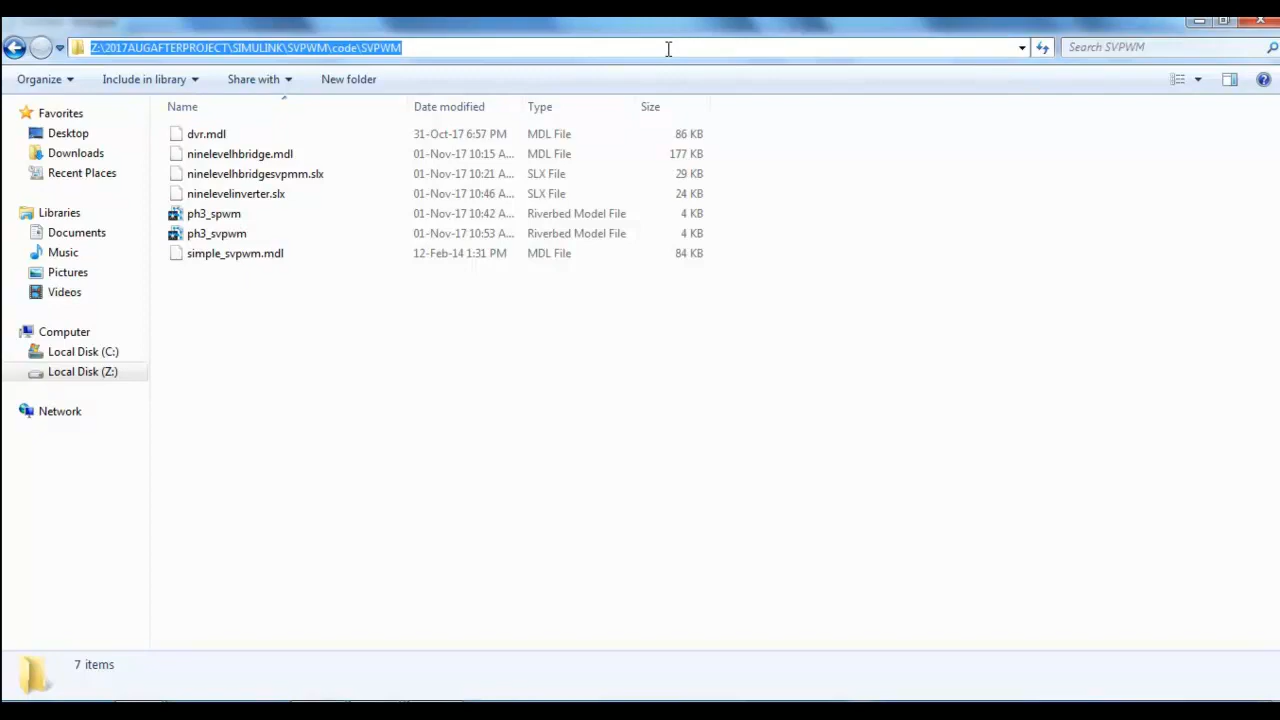 Z:\2017AUGAFTERPROJECT\SIMULINK\SVPWM\code\SVPWM
Search SVPWM
Organize Include in library Share with New folder
Favorites
Desktop
Downloads
Recent Places
Libraries
Documents
Music
Pictures
Videos
Computer
Local Disk (C:)
Local Disk (Z:)
Network
Name Date modified Type Size
dvr.mdl 31-Oct-17 6:57 PM MDL File 86 KB
ninelevelhbridge.mdl 01-Nov-17 10:15 A... MDL File 177 KB
ninelevelhbridgesvpmm.slx 01-Nov-17 10:21 A... SLX File 29 KB
ninelevelinverter.slx 01-Nov-17 10:46 A... SLX File 24 KB
ph3_spwm 01-Nov-17 10:42 A... Riverbed Model File 4 KB
ph3_svpwm 01-Nov-17 10:53 A... Riverbed Model File 4 KB
simple_svpwm.mdl 12-Feb-14 1:31 PM MDL File 84 KB
7 items